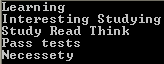 Learning
Interesting Studying
Study Read Think
Pass tests
Necessety